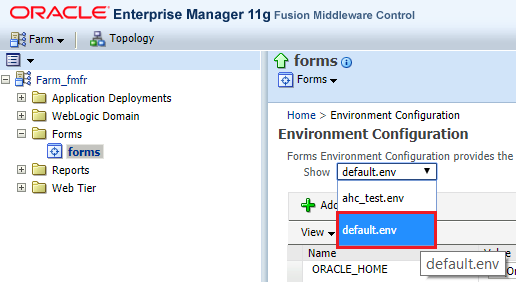 ORACLE Enterprise Manager 11g Fusion Middleware Control
Farm Topology
Farm_fmfr
Application Deployments
WebLogic Domain
Forms
forms
Reports
Web Tier
forms
Forms
Home > Environment Configuration
Environment Configuration
Forms Environment Configuration provides the
Show default.env
ahc_test.env
default.env
Add
View
Name
ORACLE_HOME
default.env